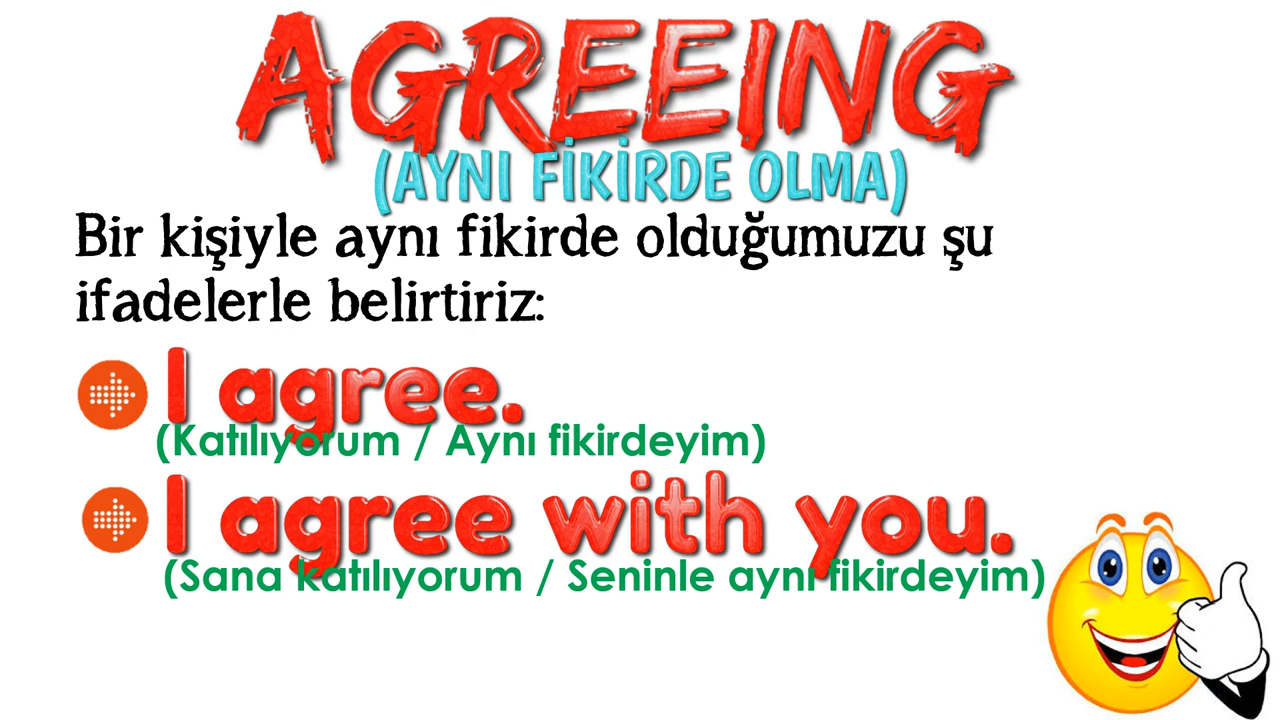 AGREEING
(AYNI FİKİRDE OLMA)
Bir kişiyle aynı fikirde olduğumuzu şu
ifadelerle belirtiriz:
I agree.
(Katılıyorum / Aynı fikirdeyim)
I agree with you.
(Sana katılıyorum / Seninle aynı fikirdeyim)